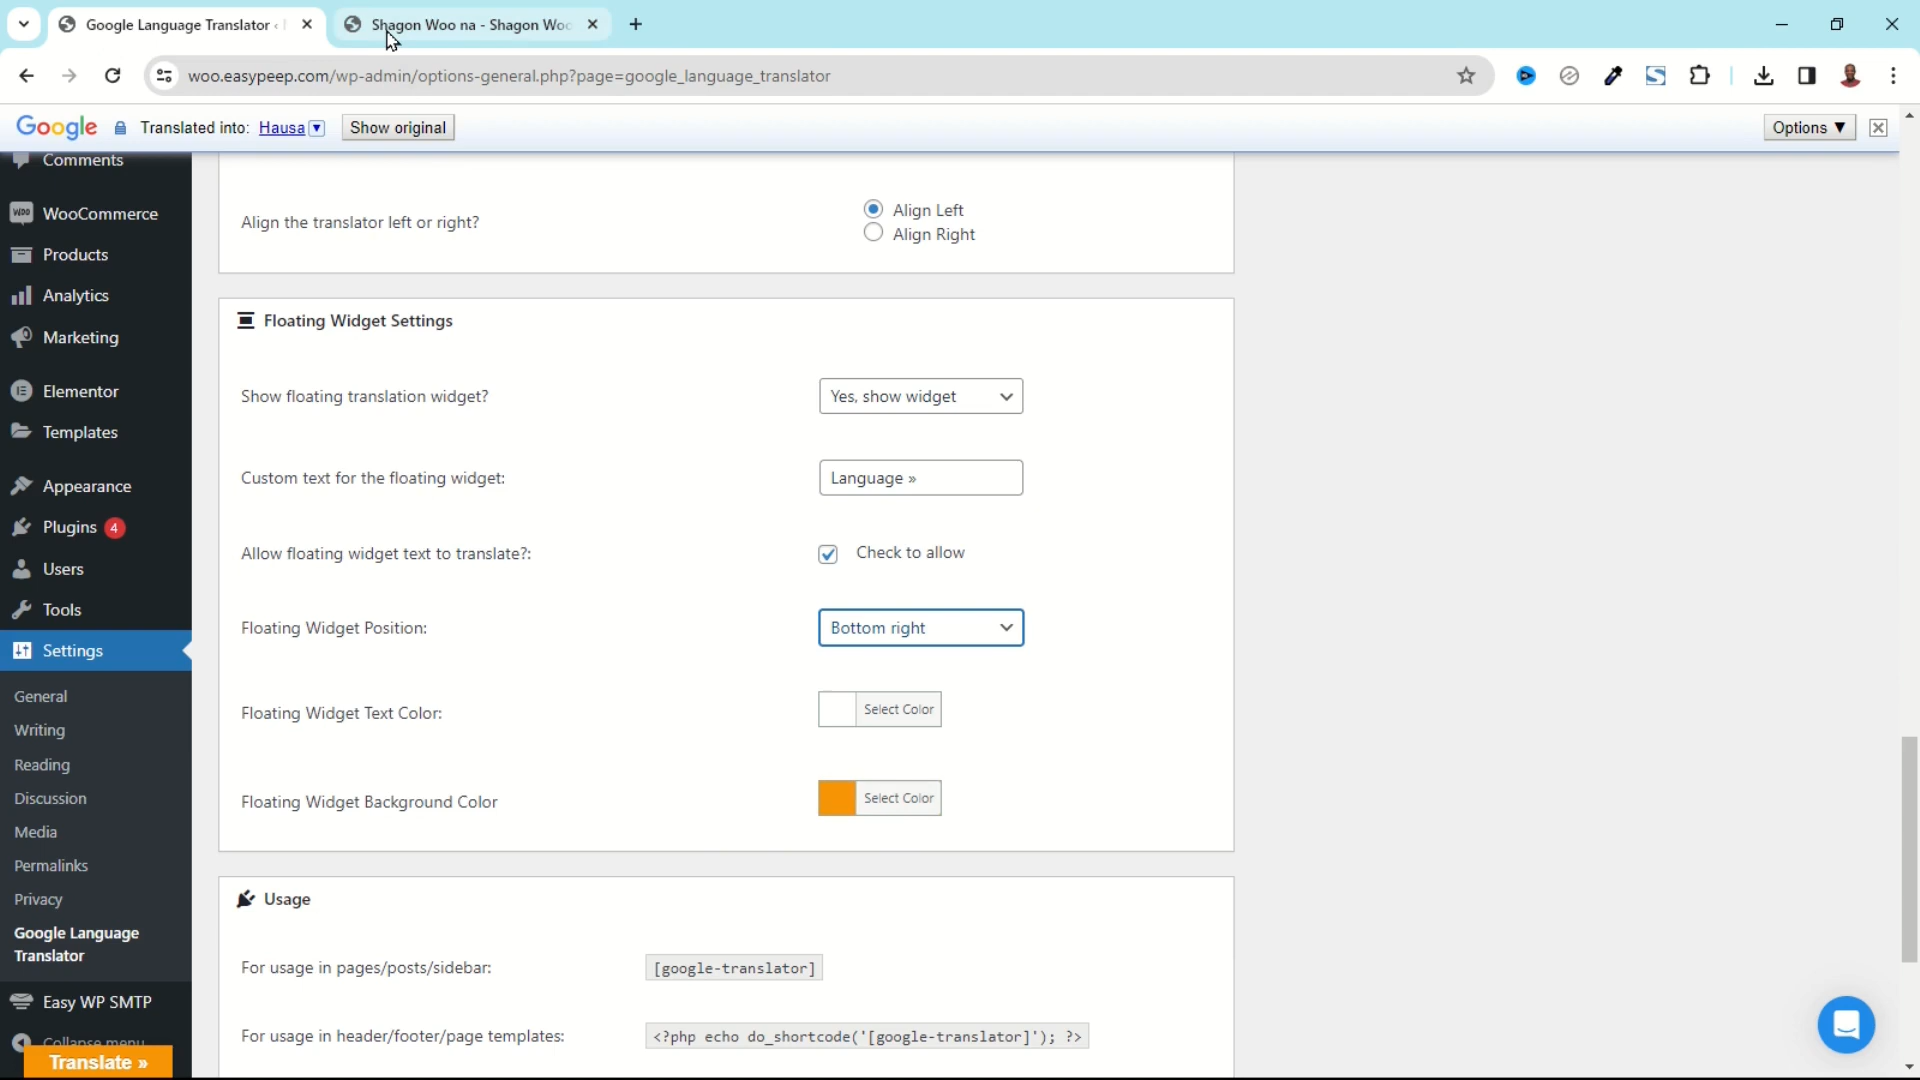 Google Language Translator ‹
Shagon Woo na - Shagon Woo
woo.easypeep.com/wp-admin/options-general.php?page=google_language_translator
Google Translated into: Hausa Show original Options ▼
Comments
WooCommerce
Products
Analytics
Marketing
Elementor
Templates
Appearance
Plugins 4
Users
Tools
Settings
General
Writing
Reading
Discussion
Media
Permalinks
Privacy
Google Language
Translator
Easy WP SMTP
Collapse menu
Translate »
Align the translator left or right?
Align Left
Align Right
Floating Widget Settings
Show floating translation widget? Yes, show widget
Custom text for the floating widget: Language »
Allow floating widget text to translate?: Check to allow
Floating Widget Position: Bottom right
Floating Widget Text Color: Select Color
Floating Widget Background Color Select Color
Usage
For usage in pages/posts/sidebar: [google-translator]
For usage in header/footer/page templates: <?php echo do_shortcode('[google-translator]'); ?>